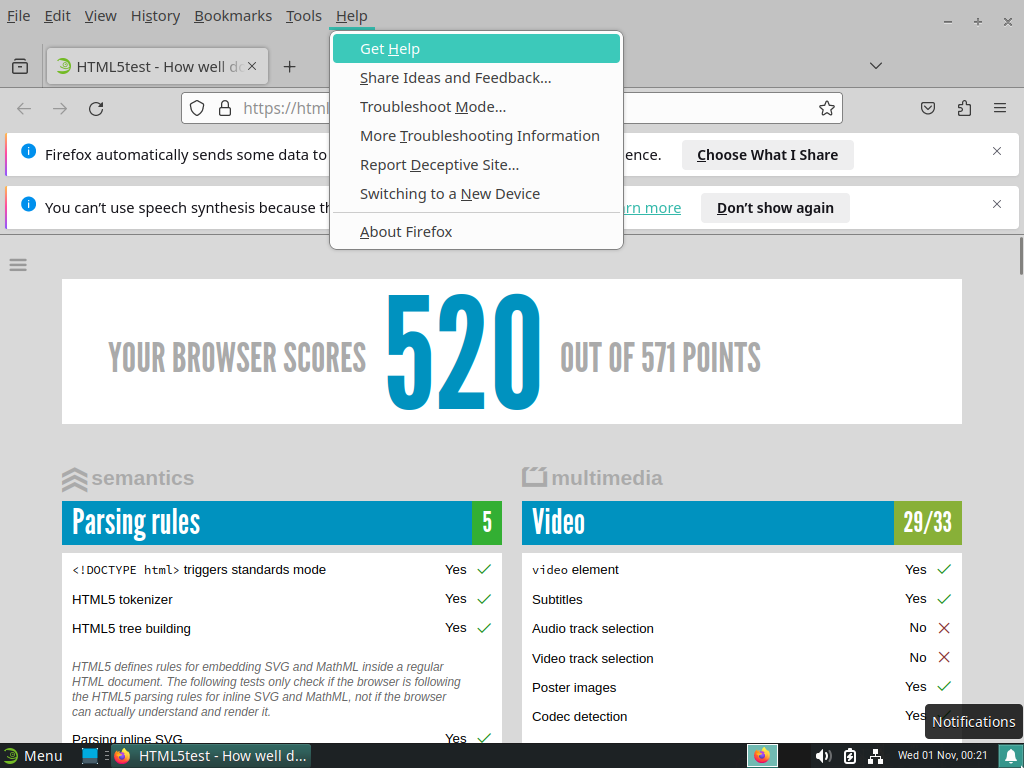 File Edit View History Bookmarks Tools Help
HTML5test - How well do
https://html
Get Help
Share Ideas and Feedback...
Troubleshoot Mode...
More Troubleshooting Information
Report Deceptive Site...
Switching to a New Device
About Firefox
Firefox automatically sends some data to ence. Choose What I Share
You can't use speech synthesis because th rn more Don't show again
YOUR BROWSER SCORES 520 OUT OF 571 POINTS
semantics
Parsing rules 5
<!DOCTYPE html> triggers standards mode Yes
HTML5 tokenizer Yes
HTML5 tree building Yes
HTML5 defines rules for embedding SVG and MathML inside a regular
HTML document. The following tests only check if the browser is following
the HTML5 parsing rules for inline SVG and MathML, not if the browser
can actually understand and render it.
Parsing inline SVG Yes
multimedia
Video 29/33
video element Yes
Subtitles Yes
Audio track selection No
Video track selection No
Poster images Yes
Codec detection Yes
Notifications
Menu HTML5test - How well d... Wed 01 Nov, 00:21